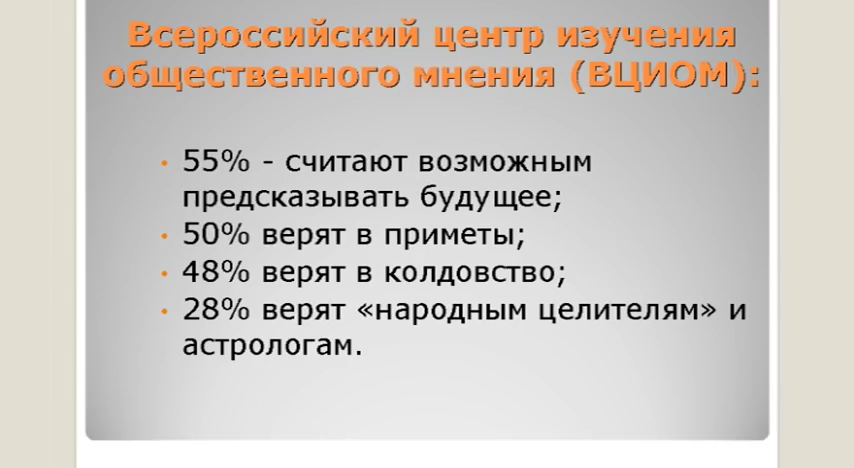 Всероссийский центр изучения
общественного мнения (ВЦИОМ):
• 55% - считают возможным
предсказывать будущее;
• 50% верят в приметы;
• 48% верят в колдовство;
• 28% верят «народным целителям» и
астрологам.